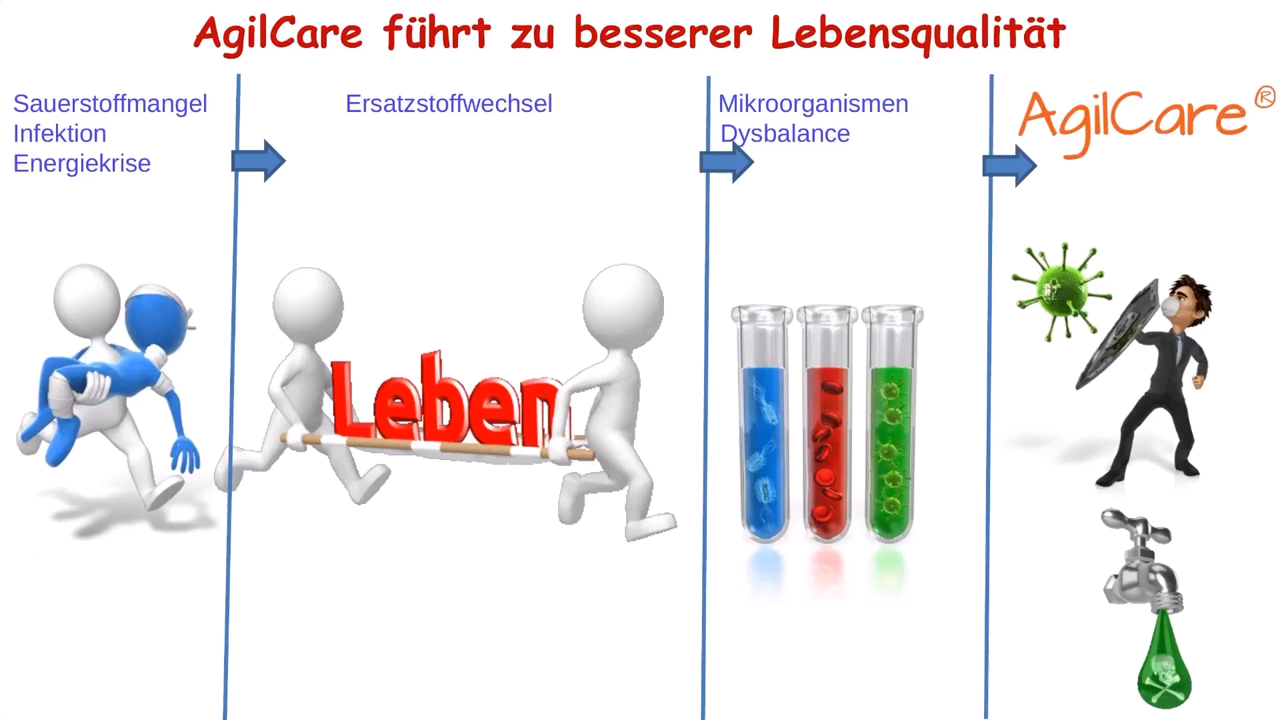 AgilCare führt zu besserer Lebensqualität
Sauerstoffmangel
Infektion
Energiekrise
Ersatzstoffwechsel
Mikroorganismen
Dysbalance
AgilCare®
Leben